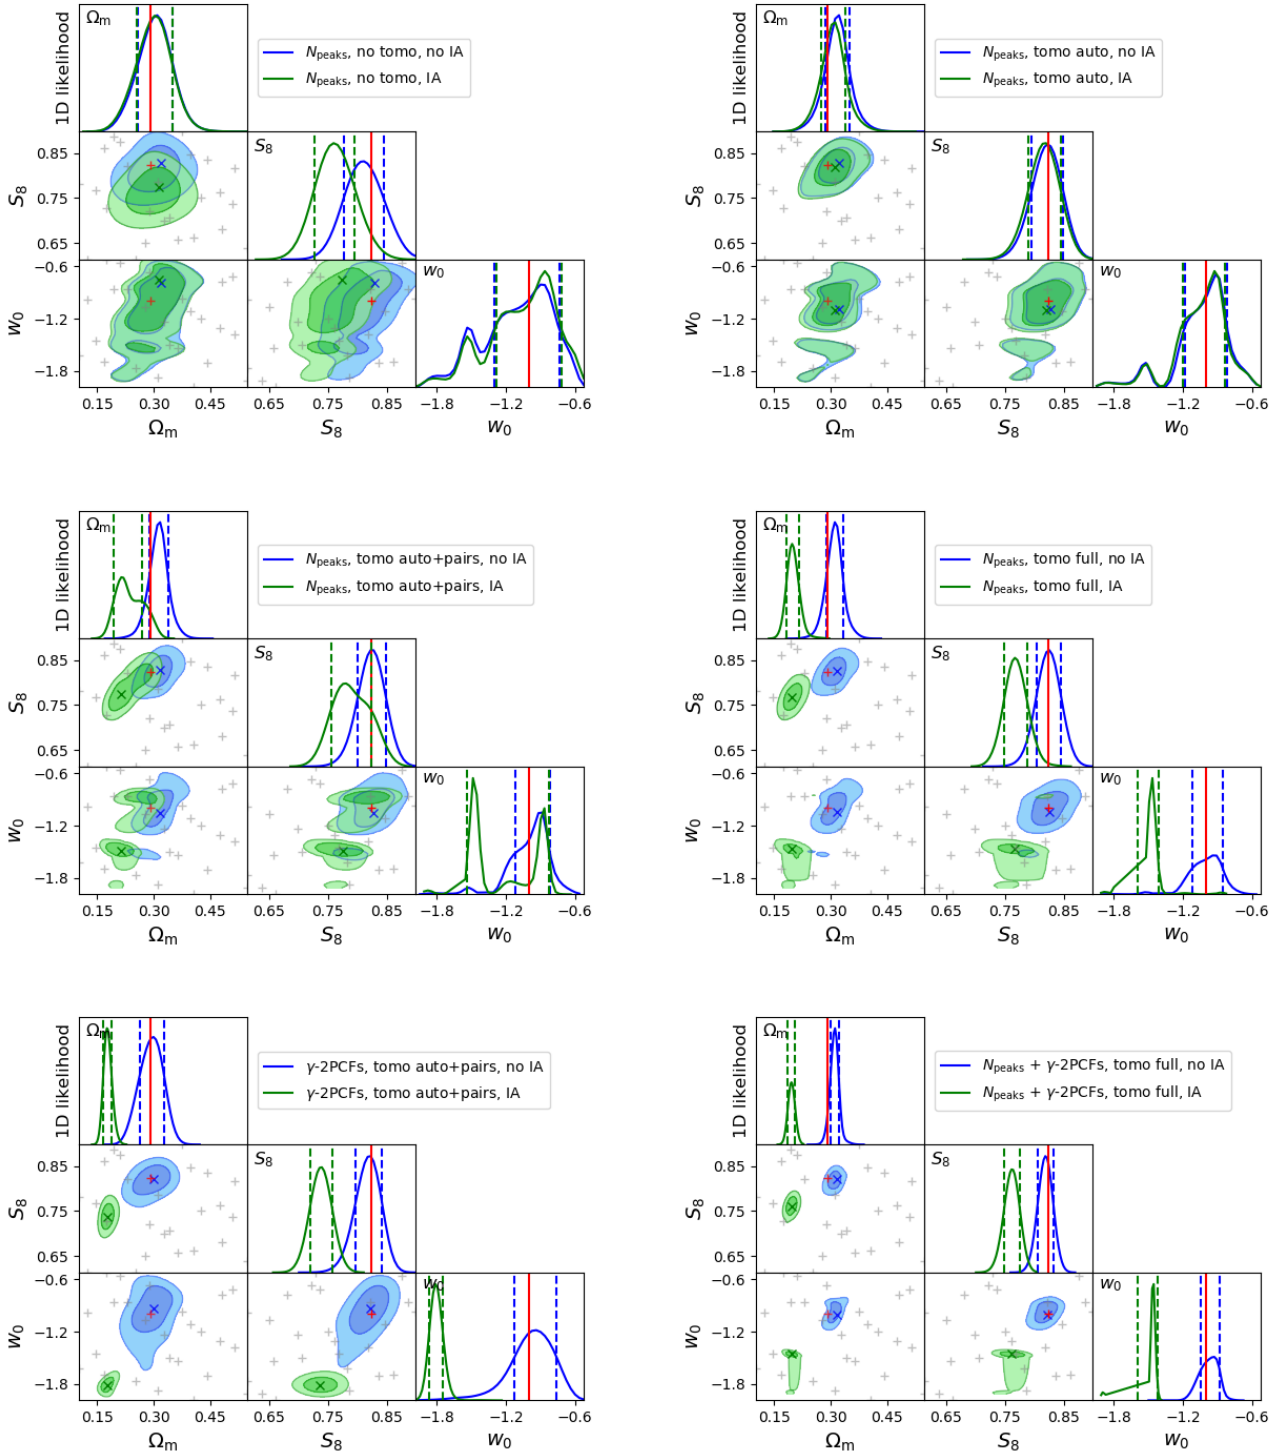 Ωm
1D likelihood
Npeaks, no tomo, no IA
Npeaks, no tomo, IA
S8
0.85
0.75
0.65
S8
w0
−0.6
−1.2
−1.8
w0
0.15 0.30 0.45 0.65 0.75 0.85 −1.8 −1.2 −0.6
Ωm S8 w0
Ωm
1D likelihood
Npeaks, tomo auto, no IA
Npeaks, tomo auto, IA
S8
0.85
0.75
0.65
S8
w0
−0.6
−1.2
−1.8
w0
0.15 0.30 0.45 0.65 0.75 0.85 −1.8 −1.2 −0.6
Ωm S8 w0
Ωm
1D likelihood
Npeaks, tomo auto+pairs, no IA
Npeaks, tomo auto+pairs, IA
S8
0.85
0.75
0.65
S8
w0
−0.6
−1.2
−1.8
w0
0.15 0.30 0.45 0.65 0.75 0.85 −1.8 −1.2 −0.6
Ωm S8 w0
Ωm
1D likelihood
Npeaks, tomo full, no IA
Npeaks, tomo full, IA
S8
0.85
0.75
0.65
S8
w0
−0.6
−1.2
−1.8
w0
0.15 0.30 0.45 0.65 0.75 0.85 −1.8 −1.2 −0.6
Ωm S8 w0
Ωm
1D likelihood
γ-2PCFs, tomo auto+pairs, no IA
γ-2PCFs, tomo auto+pairs, IA
S8
0.85
0.75
0.65
S8
w0
−0.6
−1.2
−1.8
w0
0.15 0.30 0.45 0.65 0.75 0.85 −1.8 −1.2 −0.6
Ωm S8 w0
Ωm
1D likelihood
Npeaks + γ-2PCFs, tomo full, no IA
Npeaks + γ-2PCFs, tomo full, IA
S8
0.85
0.75
0.65
S8
w0
−0.6
−1.2
−1.8
w0
0.15 0.30 0.45 0.65 0.75 0.85 −1.8 −1.2 −0.6
Ωm S8 w0